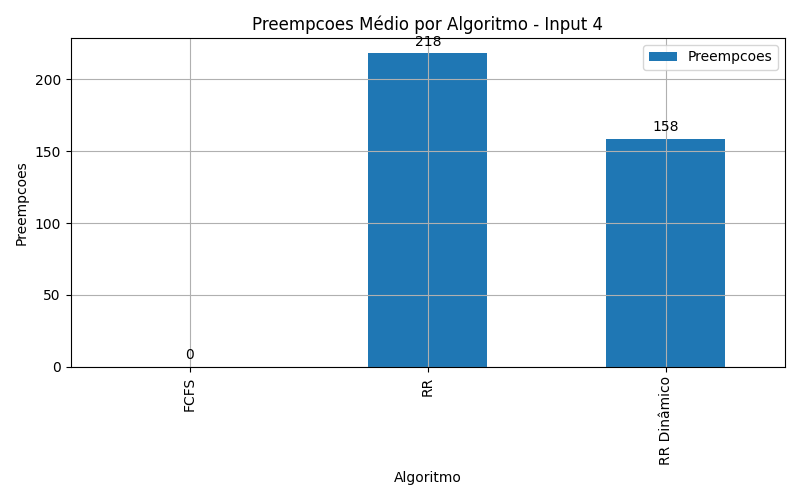 Preempcoes Médio por Algoritmo - Input 4
Preempcoes
218
158
0
200
150
100
50
0
Preempcoes
FCFS
RR
RR Dinâmico
Algoritmo